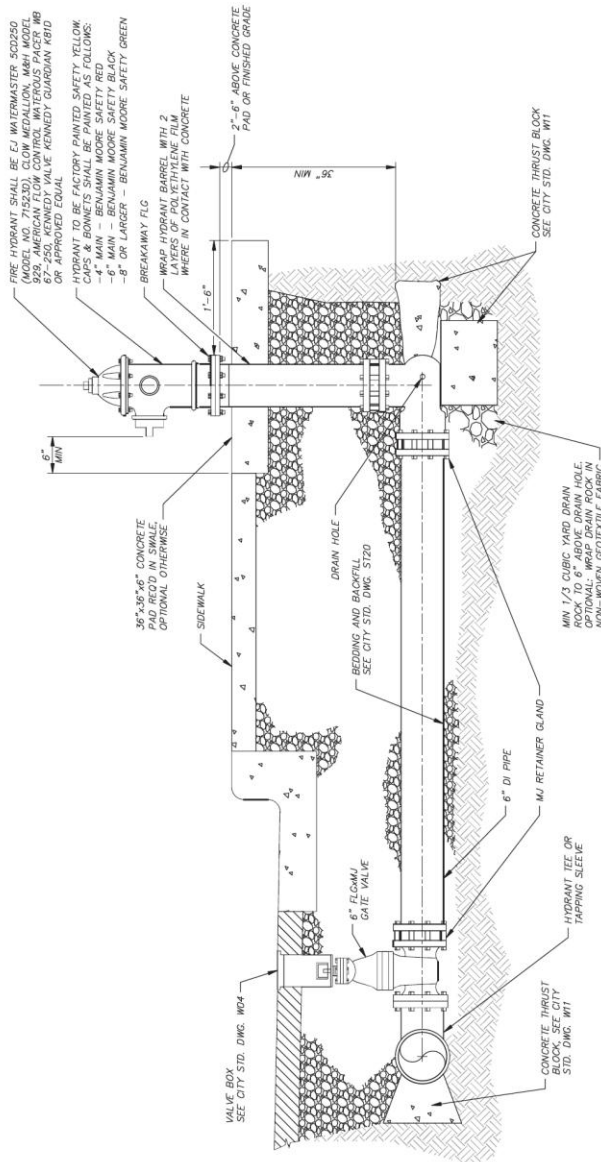 FIRE HYDRANT SHALL BE EJ WATERMASTER 5CD250
(MODEL NO. 71523D), CLOW MEDALLION, M&H MODEL
929, AMERICAN FLOW CONTROL WATEROUS PACER WB
67-250, KENNEDY VALVE KENNEDY GUARDIAN K81D
OR APPROVED EQUAL
HYDRANT TO BE FACTORY PAINTED SAFETY YELLOW.
CAPS & BONNETS SHALL BE PAINTED AS FOLLOWS:
-4" MAIN - BENJAMIN MOORE SAFETY RED
-6" MAIN - BENJAMIN MOORE SAFETY BLACK
-8" OR LARGER - BENJAMIN MOORE SAFETY GREEN
BREAKAWAY FLG
WRAP HYDRANT BARREL WITH 2
LAYERS OF POLYETHYLENE FILM
WHERE IN CONTACT WITH CONCRETE
1'-6"
2"-6" ABOVE CONCRETE
PAD OR FINISHED GRADE
36" MIN
CONCRETE THRUST BLOCK
SEE CITY STD. DWG. W11
6"
MIN
36"x36"x6" CONCRETE
PAD REQ'D IN SWALE,
OPTIONAL OTHERWISE
SIDEWALK
DRAIN HOLE
BEDDING AND BACKFILL
SEE CITY STD. DWG. ST20
MIN 1/3 CUBIC YARD DRAIN
ROCK TO 6" ABOVE DRAIN HOLE.
OPTIONAL: WRAP DRAIN ROCK IN
NON-WOVEN GEOTEXTILE FABRIC
MJ RETAINER GLAND
6" DI PIPE
6" FLGxMJ
GATE VALVE
VALVE BOX
SEE CITY STD. DWG. W04
HYDRANT TEE OR
TAPPING SLEEVE
CONCRETE THRUST
BLOCK, SEE CITY
STD. DWG. W11